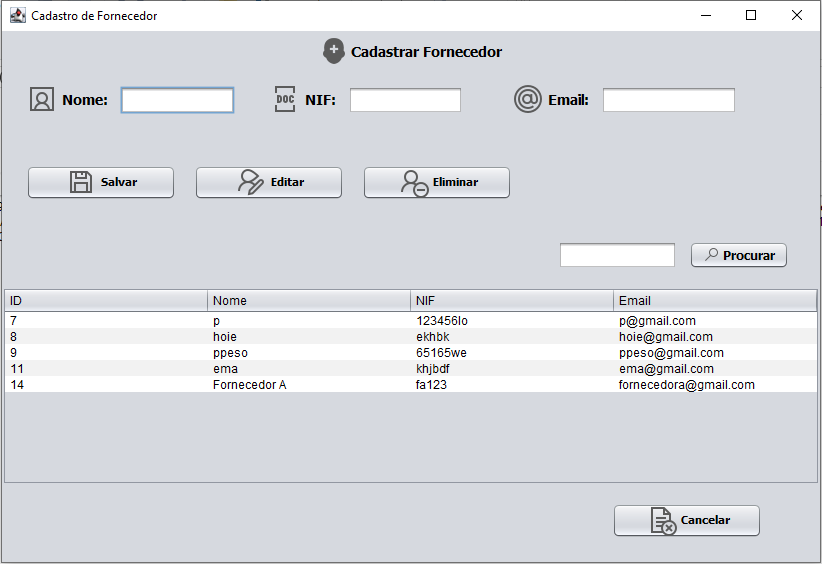 Cadastro de Fornecedor
Cadastrar Fornecedor
Nome: DOC NIF: @ Email:
Salvar Editar Eliminar
Procurar
ID Nome NIF Email
7 p 123456lo p@gmail.com
8 hoie ekhbk hoie@gmail.com
9 ppeso 65165we ppeso@gmail.com
11 ema khjbdf ema@gmail.com
14 Fornecedor A fa123 fornecedora@gmail.com
Cancelar